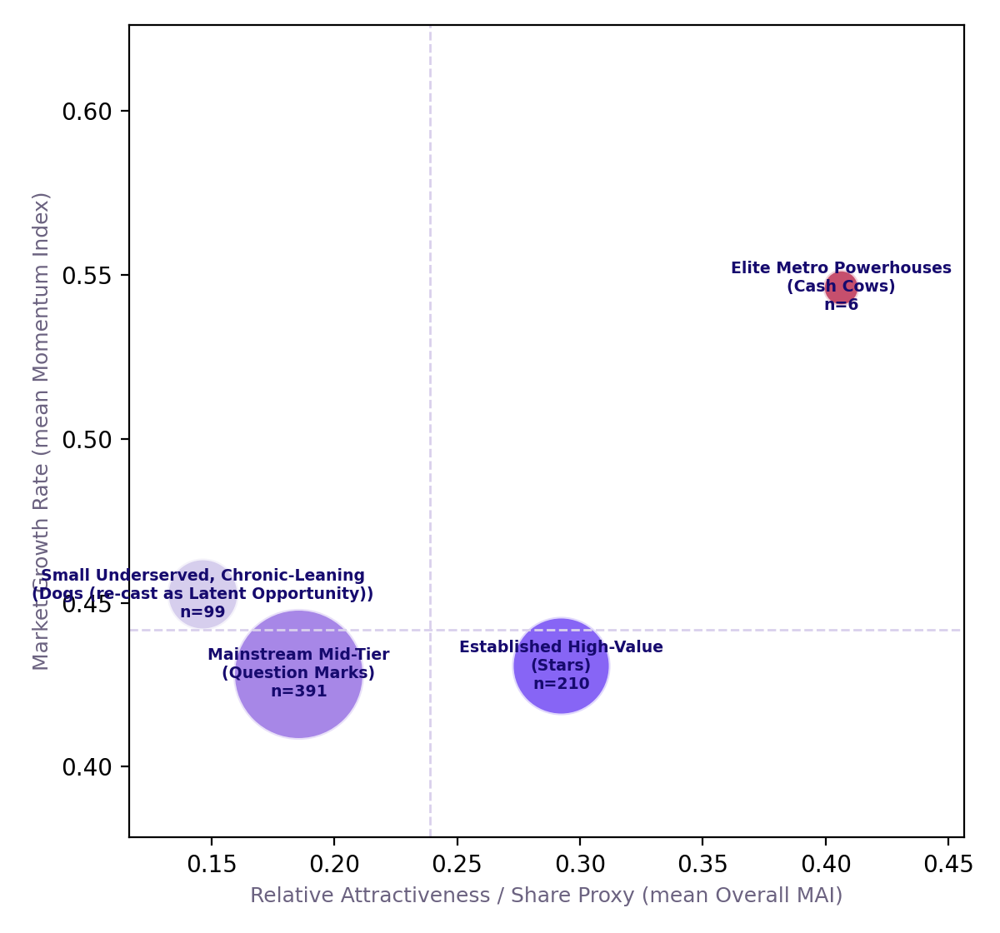 0.60
0.55
0.50
0.45
0.40
Market Growth Rate (mean Momentum Index)
Elite Metro Powerhouses
(Cash Cows)
n=6
Small Underserved, Chronic-Leaning
(Dogs (re-cast as Latent Opportunity))
n=99
Mainstream Mid-Tier
(Question Marks)
n=391
Established High-Value
(Stars)
n=210
0.15 0.20 0.25 0.30 0.35 0.40 0.45
Relative Attractiveness / Share Proxy (mean Overall MAI)